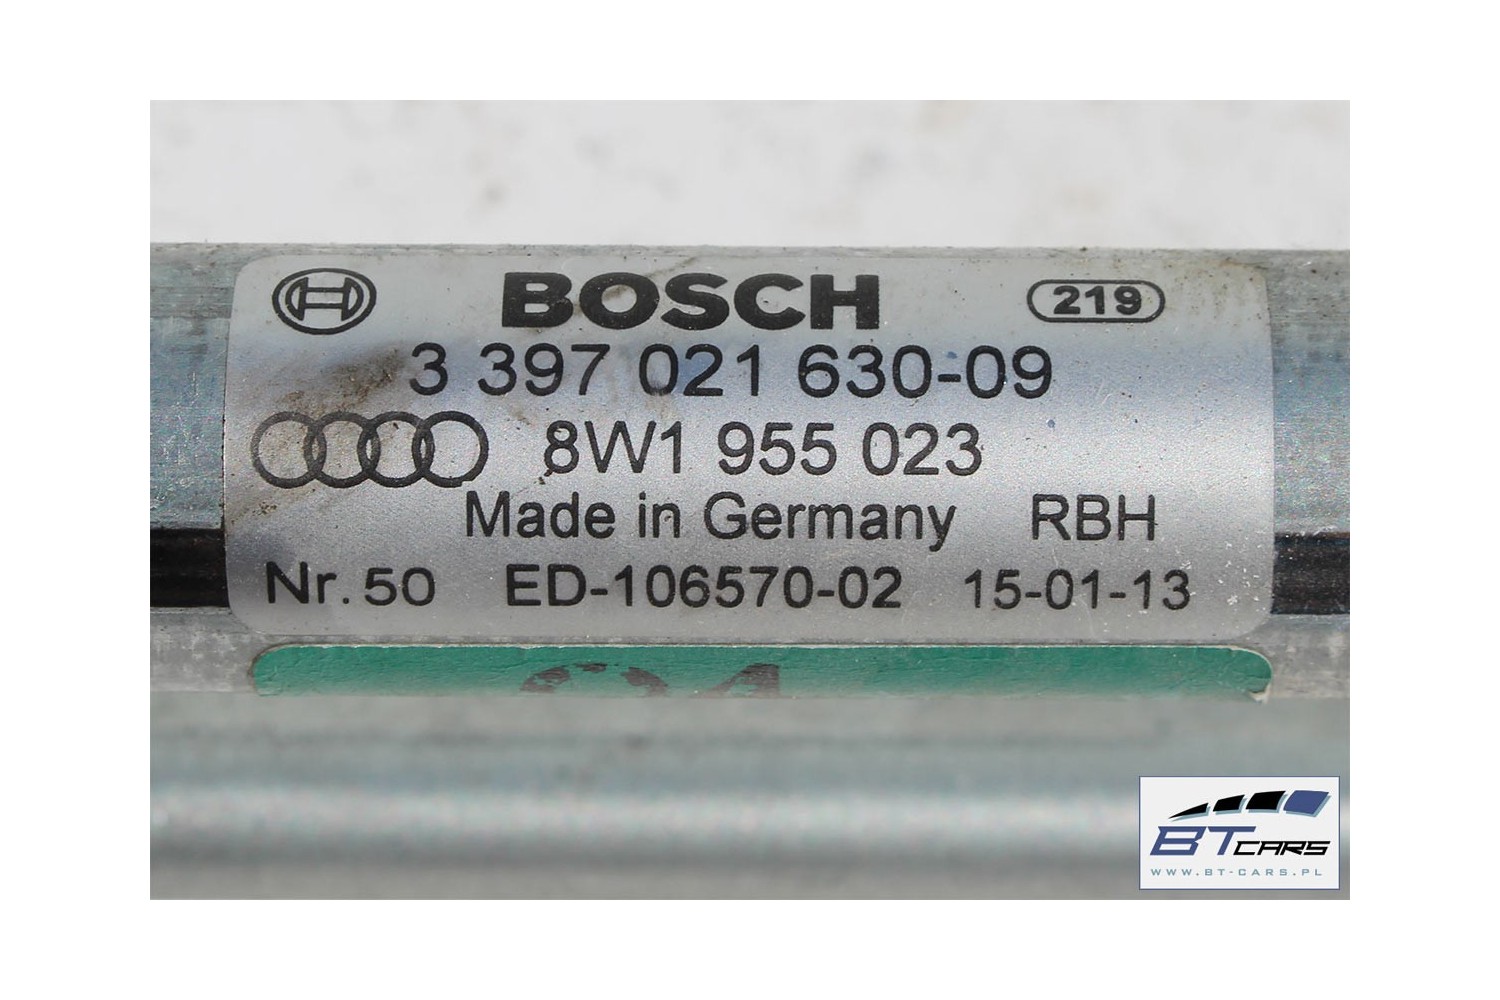 BOSCH 219
3 397 021 630-09
8W1 955 023
Made in Germany RBH
Nr. 50 ED-106570-02 15-01-13
BT CARS
WWW.BT-CARS.PL